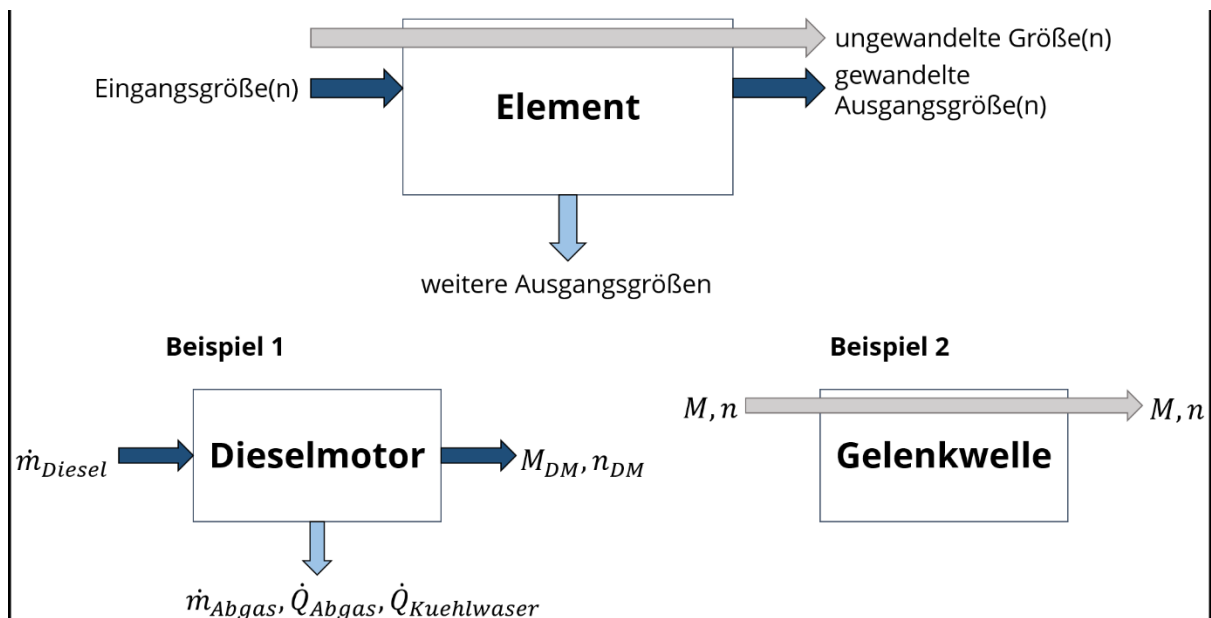 ungewandelte Größe(n)
Eingangsgröße(n)
Element
gewandelte
Ausgangsgröße(n)
weitere Ausgangsgrößen
Beispiel 1
Beispiel 2
ṁ_Diesel
Dieselmotor
M_DM, n_DM
ṁ_Abgas, Q̇_Abgas, Q̇_Kuehlwaser
M, n
M, n
Gelenkwelle